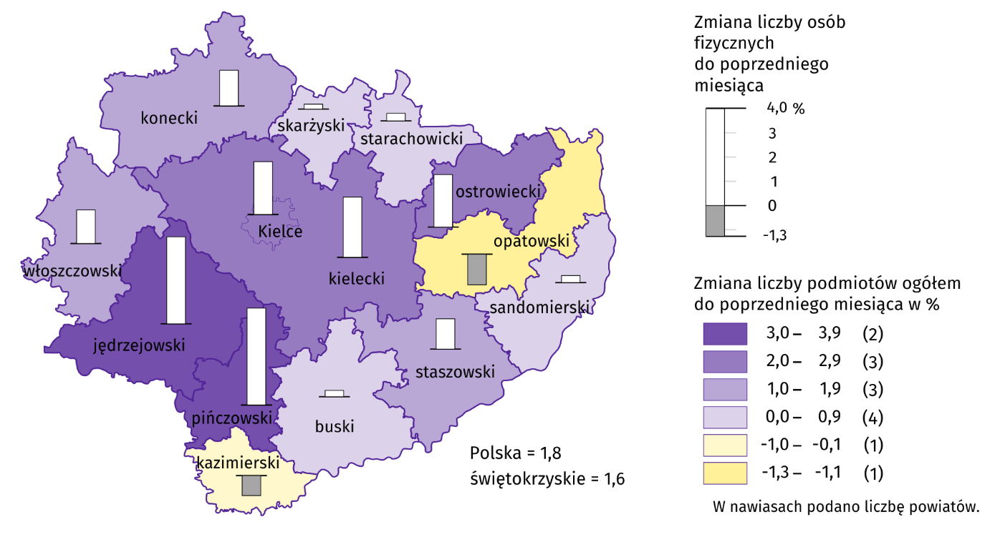 konecki
skarżyski
starachowicki
ostrowiecki
Kielce
opatowski
włoszczowski
kielecki
sandomierski
jędrzejowski
staszowski
pińczowski
buski
kazimierski
Polska = 1,8
świętokrzyskie = 1,6
Zmiana liczby osób
fizycznych
do poprzedniego
miesiąca
4,0 %
3
2
1
0
-1,3
Zmiana liczby podmiotów ogółem
do poprzedniego miesiąca w %
3,0 – 3,9 (2)
2,0 – 2,9 (3)
1,0 – 1,9 (3)
0,0 – 0,9 (4)
-1,0 – -0,1 (1)
-1,3 – -1,1 (1)
W nawiasach podano liczbę powiatów.